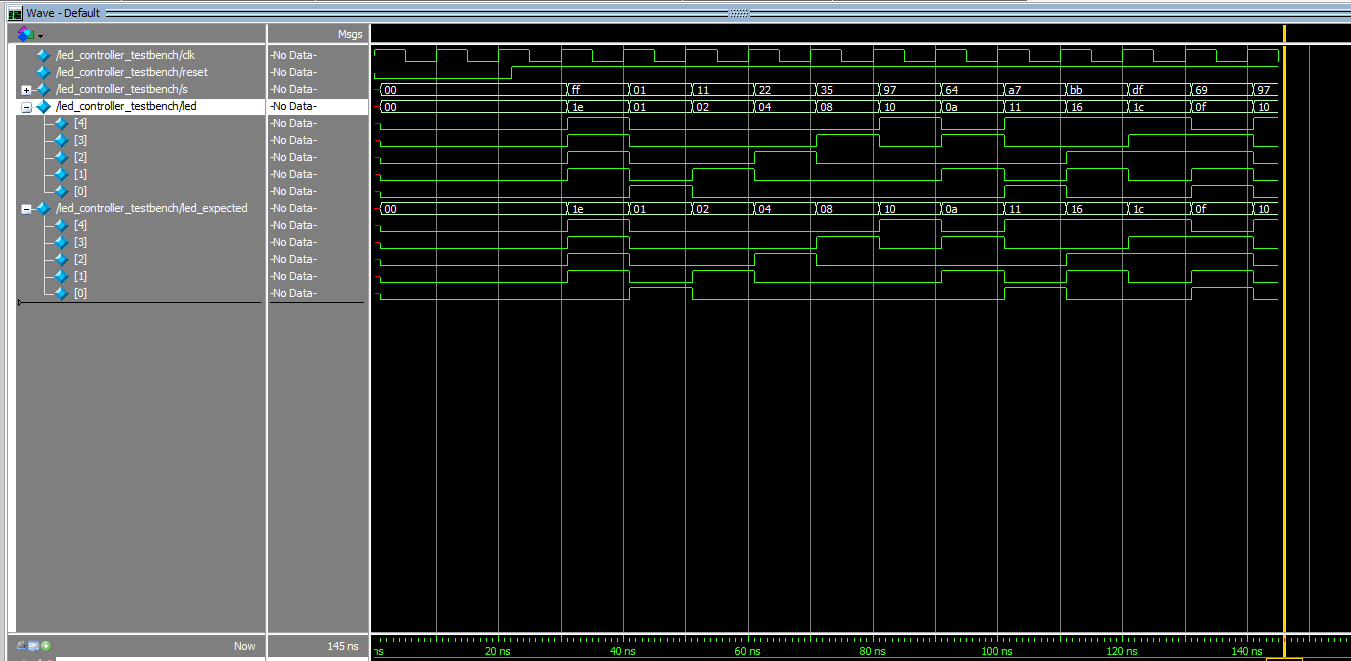 Wave - Default
Msgs
/led_controller_testbench/clk -No Data-
/led_controller_testbench/reset -No Data-
/led_controller_testbench/s -No Data- 00 ff 01 11 22 35 97 64 a7 bb df 69 97
/led_controller_testbench/led -No Data- 00 1e 01 02 04 08 10 0a 11 16 1c 0f 10
[4] -No Data-
[3] -No Data-
[2] -No Data-
[1] -No Data-
[0] -No Data-
/led_controller_testbench/led_expected -No Data- 00 1e 01 02 04 08 10 0a 11 16 1c 0f 10
[4] -No Data-
[3] -No Data-
[2] -No Data-
[1] -No Data-
[0] -No Data-
Now 145 ns ns 20 ns 40 ns 60 ns 80 ns 100 ns 120 ns 140 ns